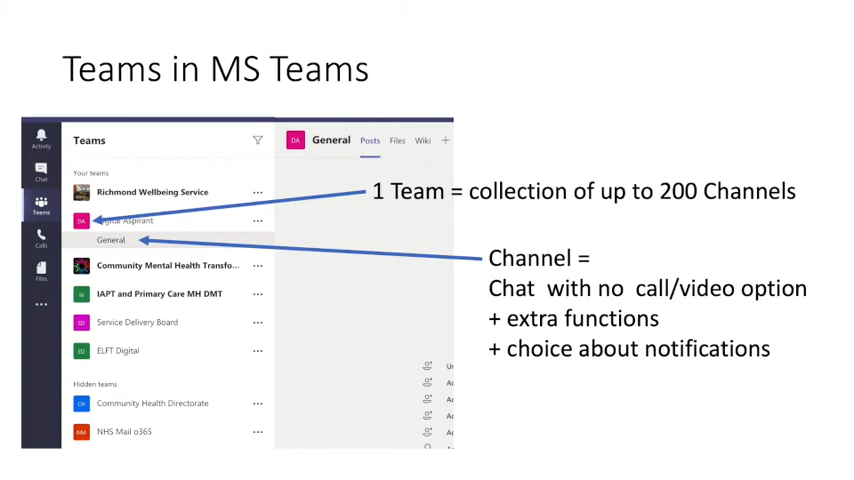 Teams in MS Teams
Activity
Chat
Teams
Calls
Files
Teams
Your teams
Richmond Wellbeing Service
DA
Digital Aspirant
General
Community Mental Health Transfo...
IAPT and Primary Care MH DMT
SD
Service Delivery Board
ED
ELFT Digital
Hidden teams
CH
Community Health Directorate
NM
NHS Mail o365
DA General Posts Files Wiki +
1 Team = collection of up to 200 Channels
Channel =
Chat with no call/video option
+ extra functions
+ choice about notifications